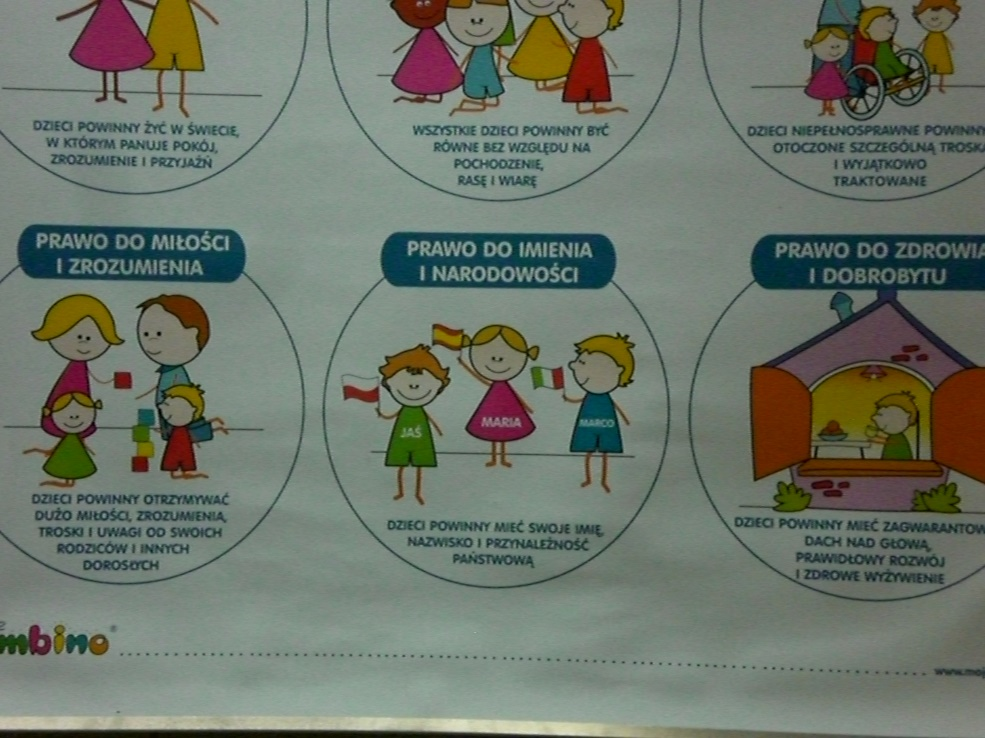 DZIECI POWINNY ŻYĆ W ŚWIECIE,
W KTÓRYM PANUJE POKÓJ,
ZROZUMIENIE I PRZYJAŹŃ
WSZYSTKIE DZIECI POWINNY BYĆ
RÓWNE BEZ WZGLĘDU NA
POCHODZENIE,
RASĘ I WIARĘ
DZIECI NIEPEŁNOSPRAWNE POWINNY
OTOCZONE SZCZEGÓLNĄ TROSKĄ
I WYJĄTKOWO
TRAKTOWANE
PRAWO DO MIŁOŚCI
I ZROZUMIENIA
DZIECI POWINNY OTRZYMYWAĆ
DUŻO MIŁOŚCI, ZROZUMIENIA,
TROSKI I UWAGI OD SWOICH
RODZICÓW I INNYCH
DOROSŁYCH
PRAWO DO IMIENIA
I NARODOWOŚCI
JAŚ
MARIA
MARCO
DZIECI POWINNY MIEĆ SWOJE IMIĘ,
NAZWISKO I PRZYNALEŻNOŚĆ
PAŃSTWOWĄ
PRAWO DO ZDROWIA
I DOBROBYTU
DZIECI POWINNY MIEĆ ZAGWARANTOW
DACH NAD GŁOWĄ,
PRAWIDŁOWY ROZWÓJ
I ZDROWE WYŻYWIENIE
mbino®
www.moj